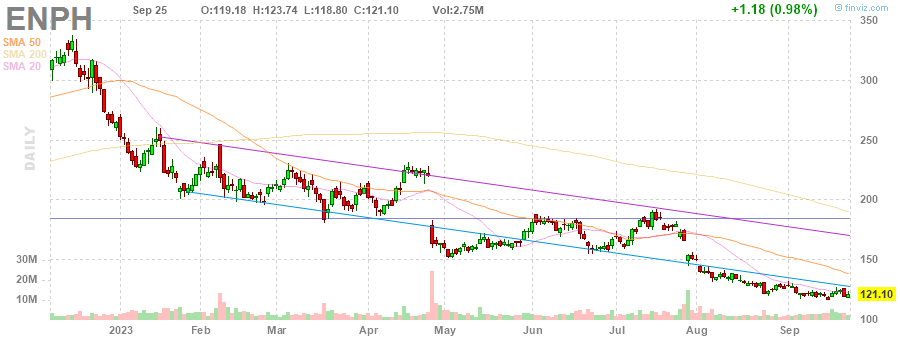 ENPH Sep 25 O:119.18 H:123.74 L:118.80 C:121.10 Vol:2.75M +1.18 (0.98%) finviz.com
SMA 50
SMA 200
SMA 20
DAILY
350
300
250
200
150
100
121.10
30M
20M
10M
2023 Feb Mar Apr May Jun Jul Aug Sep